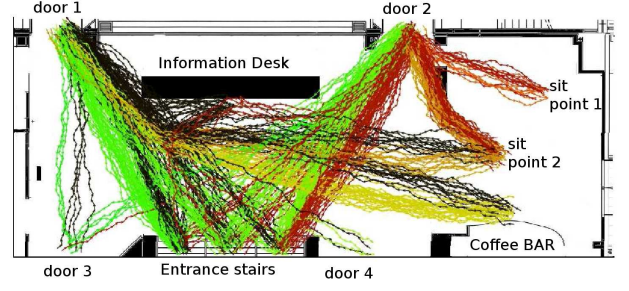 door 1
door 2
Information Desk
sit
point 1
sit
point 2
Coffee BAR
door 3
Entrance stairs
door 4